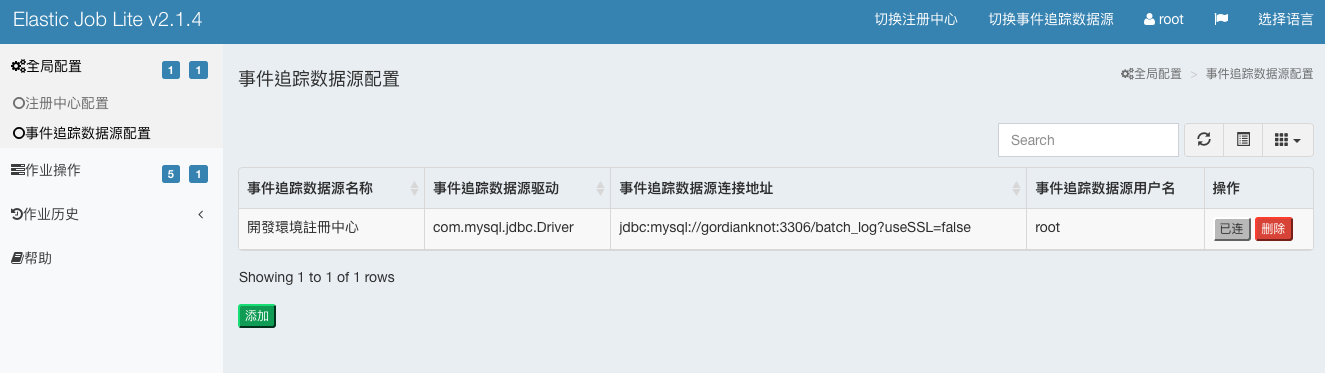 Elastic Job Lite v2.1.4 切换注册中心 切换事件追踪数据源 root 选择语言
全局配置 1 1
注册中心配置
事件追踪数据源配置
作业操作 5 1
作业历史
帮助
事件追踪数据源配置 全局配置 > 事件追踪数据源配置
Search
事件追踪数据源名称 事件追踪数据源驱动 事件追踪数据源连接地址 事件追踪数据源用户名 操作
開發環境註冊中心 com.mysql.jdbc.Driver jdbc:mysql://gordianknot:3306/batch_log?useSSL=false root 已连 删除
Showing 1 to 1 of 1 rows
添加